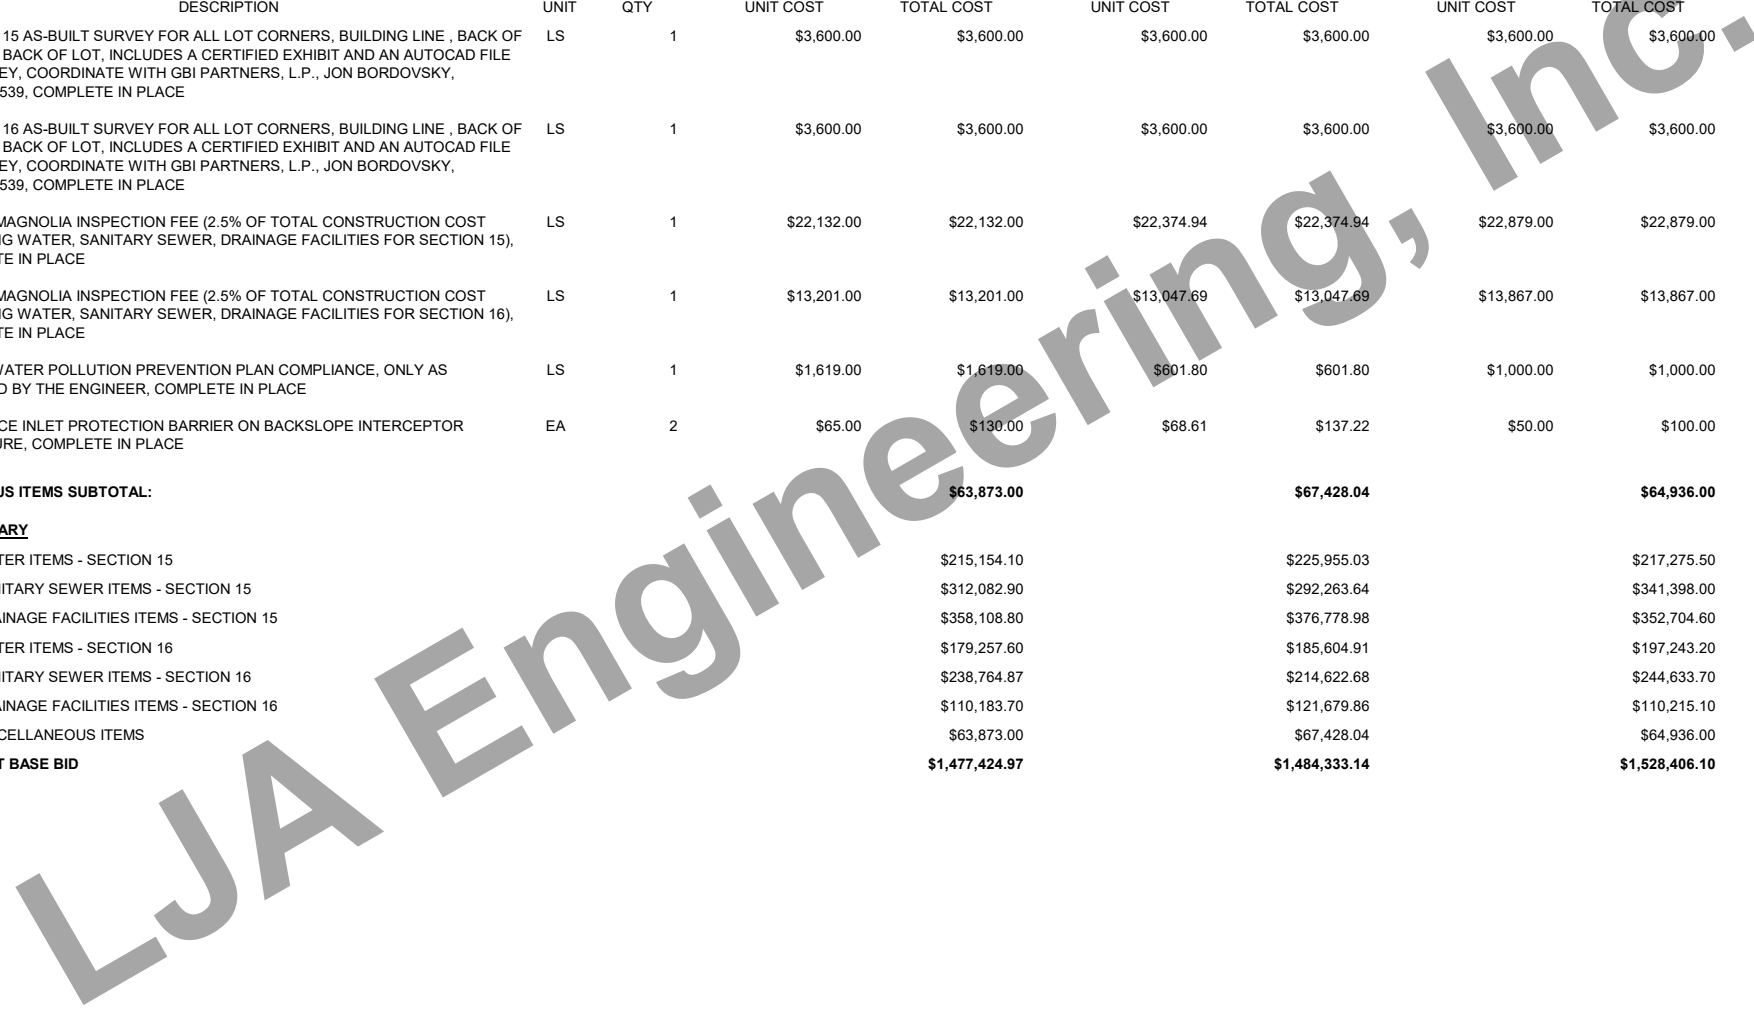 DESCRIPTION UNIT QTY UNIT COST TOTAL COST UNIT COST TOTAL COST UNIT COST TOTAL COST
15 AS-BUILT SURVEY FOR ALL LOT CORNERS, BUILDING LINE , BACK OF LS 1 $3,600.00 $3,600.00 $3,600.00 $3,600.00 $3,600.00 $3,600.00
BACK OF LOT, INCLUDES A CERTIFIED EXHIBIT AND AN AUTOCAD FILE
EY, COORDINATE WITH GBI PARTNERS, L.P., JON BORDOVSKY,
539, COMPLETE IN PLACE
16 AS-BUILT SURVEY FOR ALL LOT CORNERS, BUILDING LINE , BACK OF LS 1 $3,600.00 $3,600.00 $3,600.00 $3,600.00 $3,600.00 $3,600.00
BACK OF LOT, INCLUDES A CERTIFIED EXHIBIT AND AN AUTOCAD FILE
EY, COORDINATE WITH GBI PARTNERS, L.P., JON BORDOVSKY,
539, COMPLETE IN PLACE
MAGNOLIA INSPECTION FEE (2.5% OF TOTAL CONSTRUCTION COST LS 1 $22,132.00 $22,132.00 $22,374.94 $22,374.94 $22,879.00 $22,879.00
NG WATER, SANITARY SEWER, DRAINAGE FACILITIES FOR SECTION 15),
TE IN PLACE
MAGNOLIA INSPECTION FEE (2.5% OF TOTAL CONSTRUCTION COST LS 1 $13,201.00 $13,201.00 $13,047.69 $13,047.69 $13,867.00 $13,867.00
NG WATER, SANITARY SEWER, DRAINAGE FACILITIES FOR SECTION 16),
TE IN PLACE
WATER POLLUTION PREVENTION PLAN COMPLIANCE, ONLY AS LS 1 $1,619.00 $1,619.00 $601.80 $601.80 $1,000.00 $1,000.00
D BY THE ENGINEER, COMPLETE IN PLACE
CE INLET PROTECTION BARRIER ON BACKSLOPE INTERCEPTOR EA 2 $65.00 $130.00 $68.61 $137.22 $50.00 $100.00
URE, COMPLETE IN PLACE
US ITEMS SUBTOTAL: $63,873.00 $67,428.04 $64,936.00
ARY
TER ITEMS - SECTION 15 $215,154.10 $225,955.03 $217,275.50
NITARY SEWER ITEMS - SECTION 15 $312,082.90 $292,263.64 $341,398.00
AINAGE FACILITIES ITEMS - SECTION 15 $358,108.80 $376,778.98 $352,704.60
TER ITEMS - SECTION 16 $179,257.60 $185,604.91 $197,243.20
NITARY SEWER ITEMS - SECTION 16 $238,764.87 $214,622.68 $244,633.70
AINAGE FACILITIES ITEMS - SECTION 16 $110,183.70 $121,679.86 $110,215.10
CELLANEOUS ITEMS $63,873.00 $67,428.04 $64,936.00
T BASE BID $1,477,424.97 $1,484,333.14 $1,528,406.10
LJA Engineering, Inc.